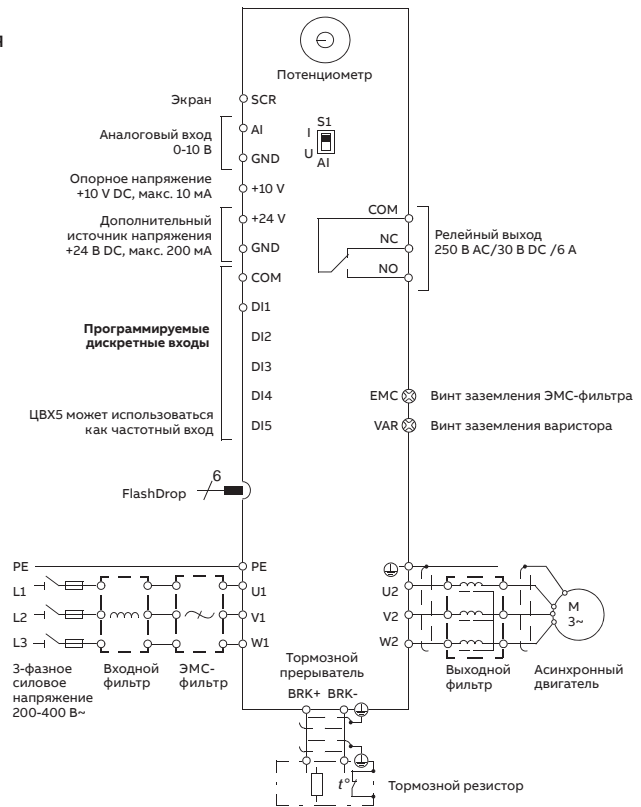 я
Потенциометр
Экран
SCR
S1
I
U
AI
Аналоговый вход
0-10 В
AI
GND
Опорное напряжение
+10 V DC, макс. 10 мА
+10 V
Дополнительный
источник напряжения
+24 В DC, макс. 200 мА
+24 V
GND
COM
NC
NO
Релейный выход
250 В AC/30 В DC /6 А
COM
DI1
Программируемые
дискретные входы
DI2
DI3
DI4
ЦВХ5 может использоваться
как частотный вход
DI5
EMC
Винт заземления ЭМС-фильтра
VAR
Винт заземления варистора
6
FlashDrop
PE
PE
L1
U1
U2
L2
V1
V2
L3
W1
W2
M
3~
3-фазное
силовое
напряжение
200-400 В~
Входной
фильтр
ЭМС-
фильтр
Тормозной
прерыватель
BRK+ BRK-
Выходной
фильтр
Асинхронный
двигатель
t°
Тормозной резистор